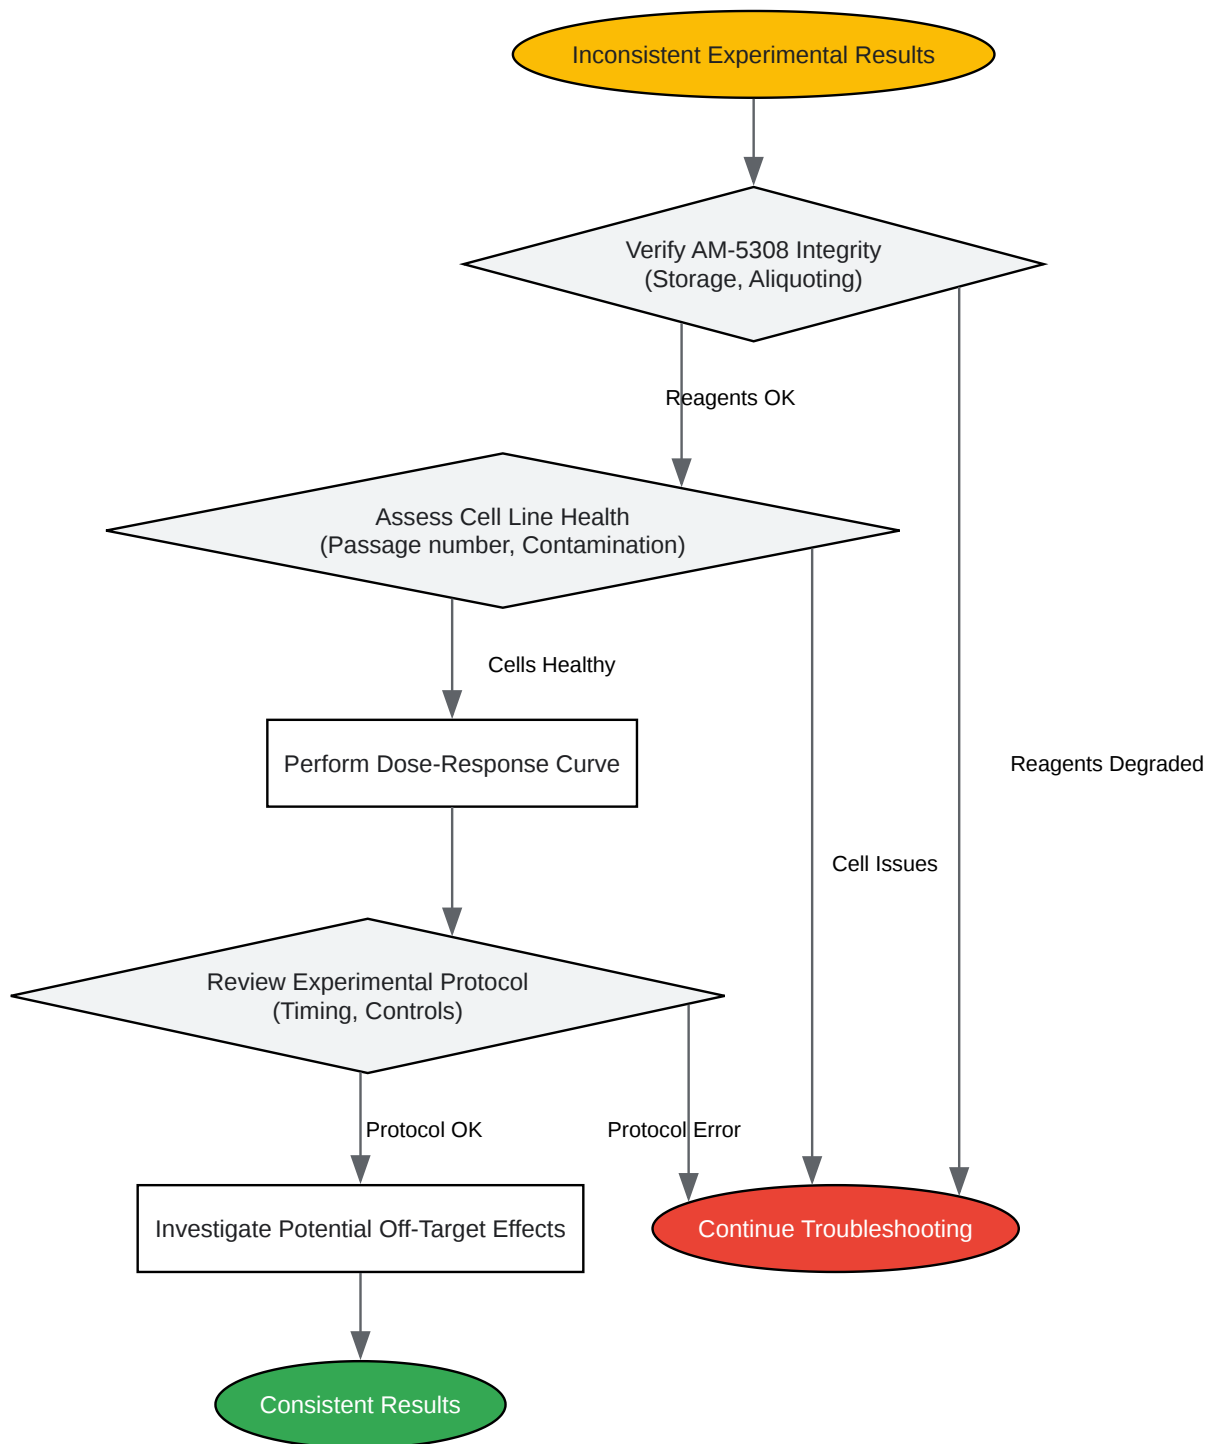 Inconsistent Experimental Results
Verify AM-5308 Integrity
(Storage, Aliquoting)
Reagents OK
Assess Cell Line Health
(Passage number, Contamination)
Cells Healthy
Perform Dose-Response Curve
Reagents Degraded
Cell Issues
Review Experimental Protocol
(Timing, Controls)
Protocol OK
Protocol Error
Investigate Potential Off-Target Effects
Continue Troubleshooting
Consistent Results